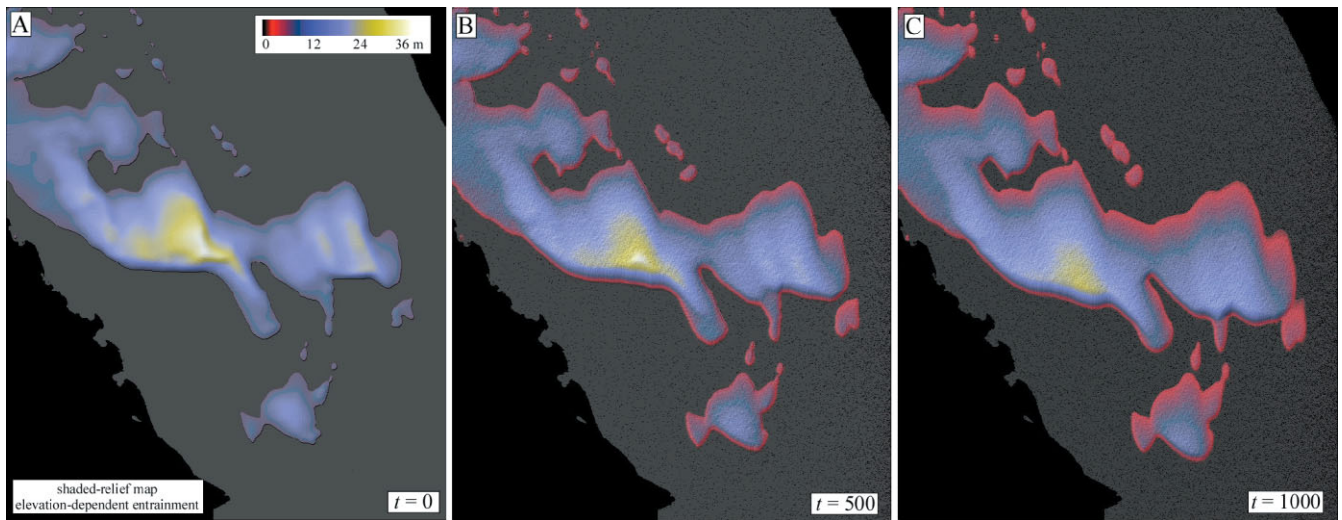 A
0 12 24 36 m
shaded-relief map
elevation-dependent entrainment
t = 0
B
t = 500
C
t = 1000